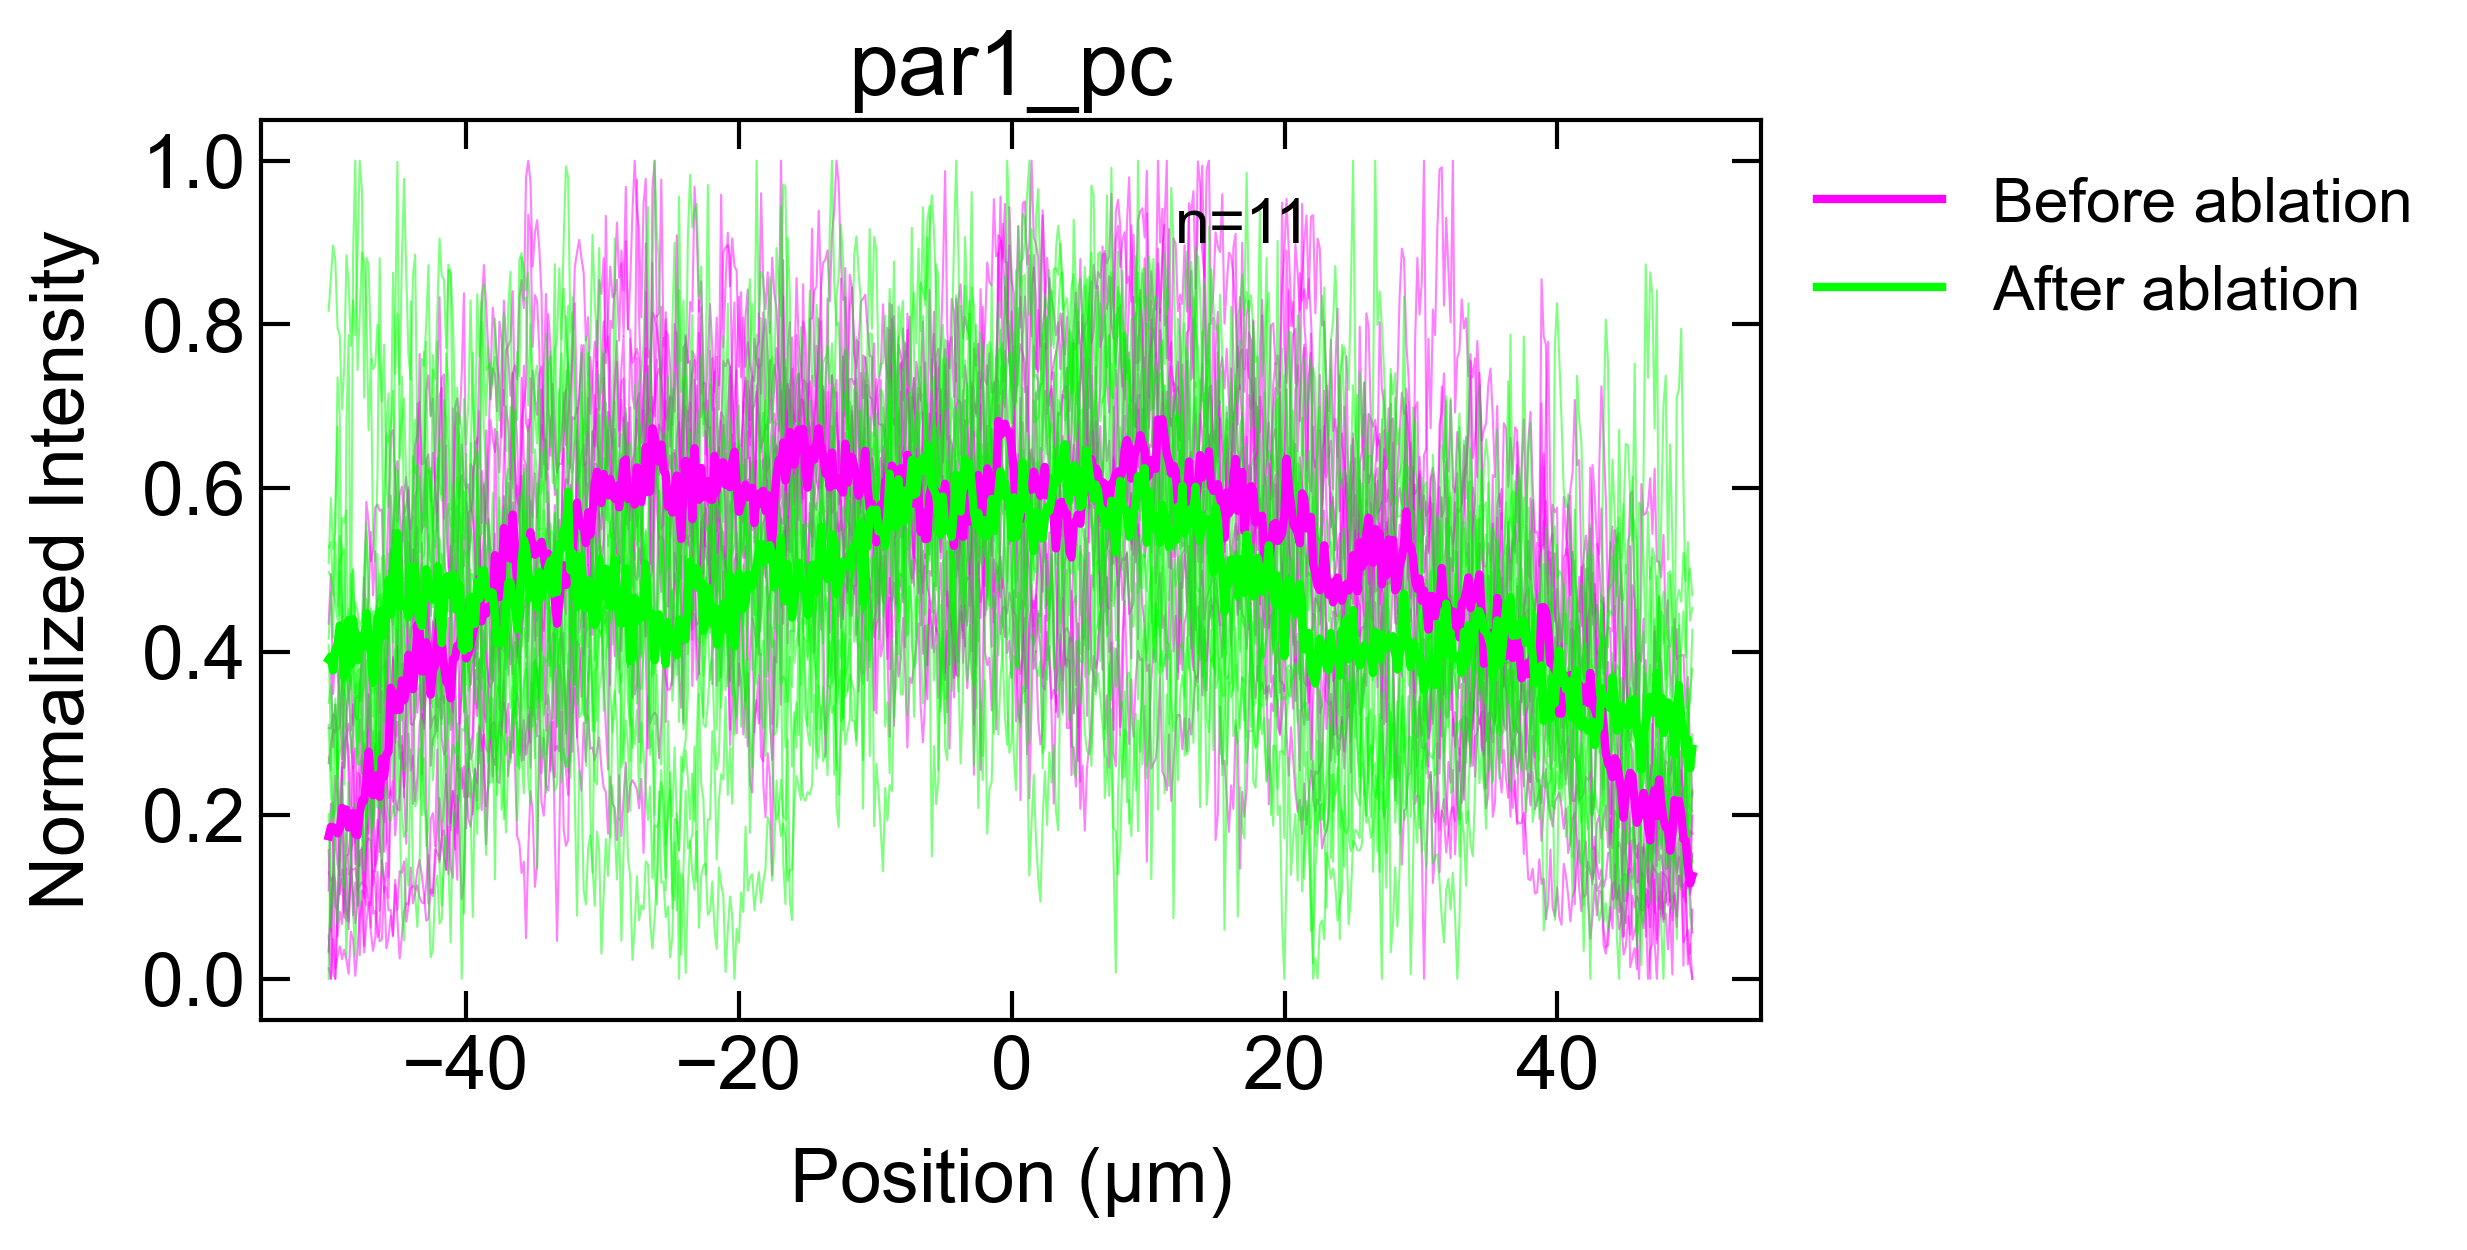 par1_pc
Normalized Intensity
1.0
0.8
0.6
0.4
0.2
0.0
n=11
Before ablation
After ablation
−40
−20
0
20
40
Position (µm)